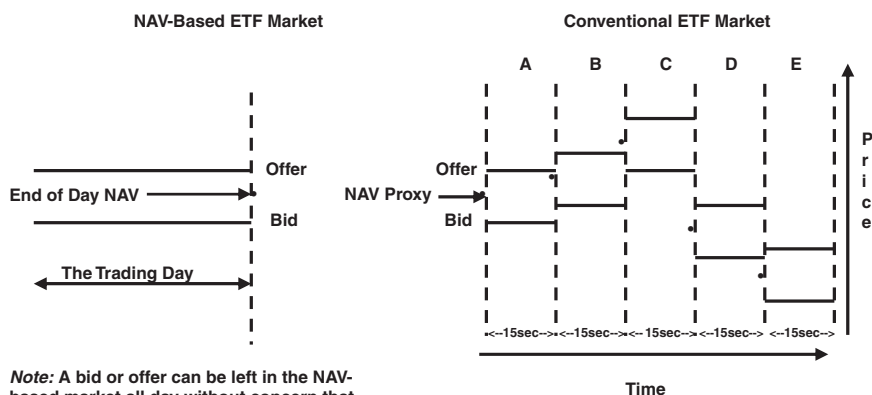 NAV-Based ETF Market
Conventional ETF Market
A B C D E
Offer
End of Day NAV
Bid
The Trading Day
Offer
NAV Proxy
Bid
Price
<--15sec--> <--15sec--> <--15sec--> <--15sec--> <--15sec-->
Time
Note: A bid or offer can be left in the NAV-
based market all day without concern that